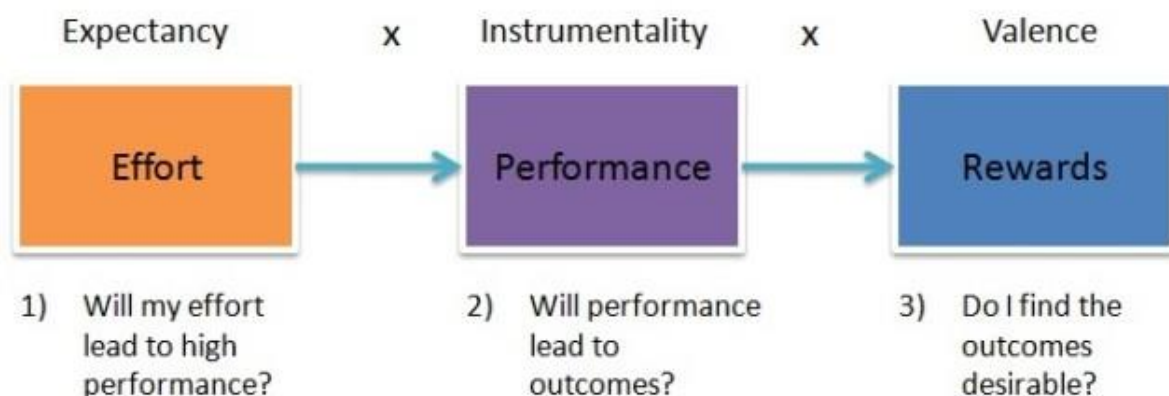 Expectancy x Instrumentality x Valence
Effort Performance Rewards
1) Will my effort
lead to high
performance?
2) Will performance
lead to
outcomes?
3) Do I find the
outcomes
desirable?